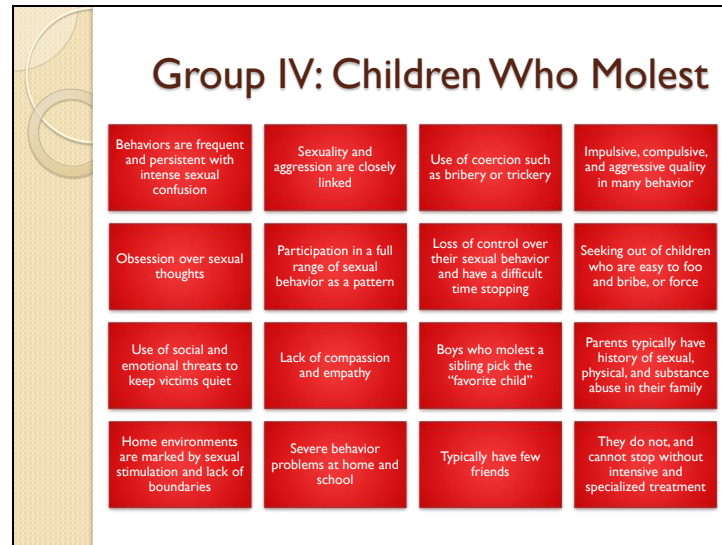 Group IV: Children Who Molest
Behaviors are frequent
and persistent with
intense sexual
confusion
Sexuality and
aggression are closely
linked
Use of coercion such
as bribery or trickery
Impulsive, compulsive,
and aggressive quality
in many behavior
Obsession over sexual
thoughts
Participation in a full
range of sexual
behavior as a pattern
Loss of control over
their sexual behavior
and have a difficult
time stopping
Seeking out of children
who are easy to foo
and bribe, or force
Use of social and
emotional threats to
keep victims quiet
Lack of compassion
and empathy
Boys who molest a
sibling pick the
“favorite child”
Parents typically have
history of sexual,
physical, and substance
abuse in their family
Home environments
are marked by sexual
stimulation and lack of
boundaries
Severe behavior
problems at home and
school
Typically have few
friends
They do not, and
cannot stop without
intensive and
specialized treatment